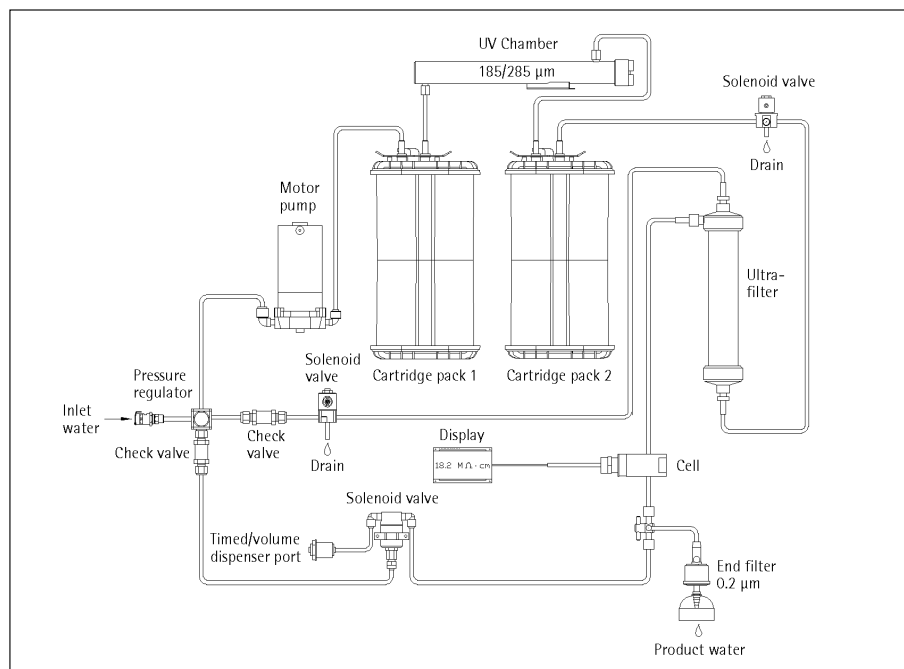 UV Chamber
185/285 µm
Solenoid valve
Drain
Motor
pump
Ultra-
filter
Cartridge pack 1
Cartridge pack 2
Solenoid
valve
Pressure
regulator
Inlet
water
Check valve
Check
valve
Drain
Display
18.2 MΩ·cm
Cell
Solenoid valve
Timed/volume
dispenser port
End filter
0.2 µm
Product water